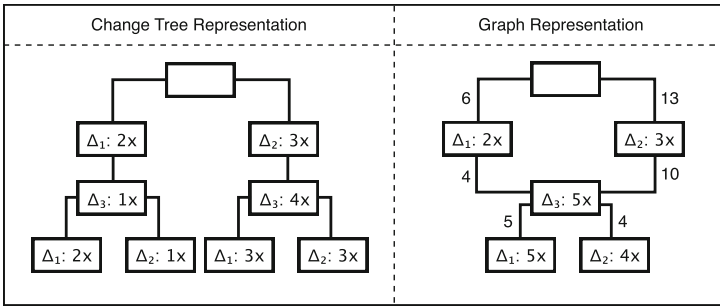 Change Tree Representation
Graph Representation
Δ₁: 2x
Δ₂: 3x
Δ₃: 1x
Δ₃: 4x
Δ₁: 2x
Δ₂: 1x
Δ₁: 3x
Δ₂: 3x
6
13
Δ₁: 2x
Δ₂: 3x
4
10
Δ₃: 5x
5
4
Δ₁: 5x
Δ₂: 4x